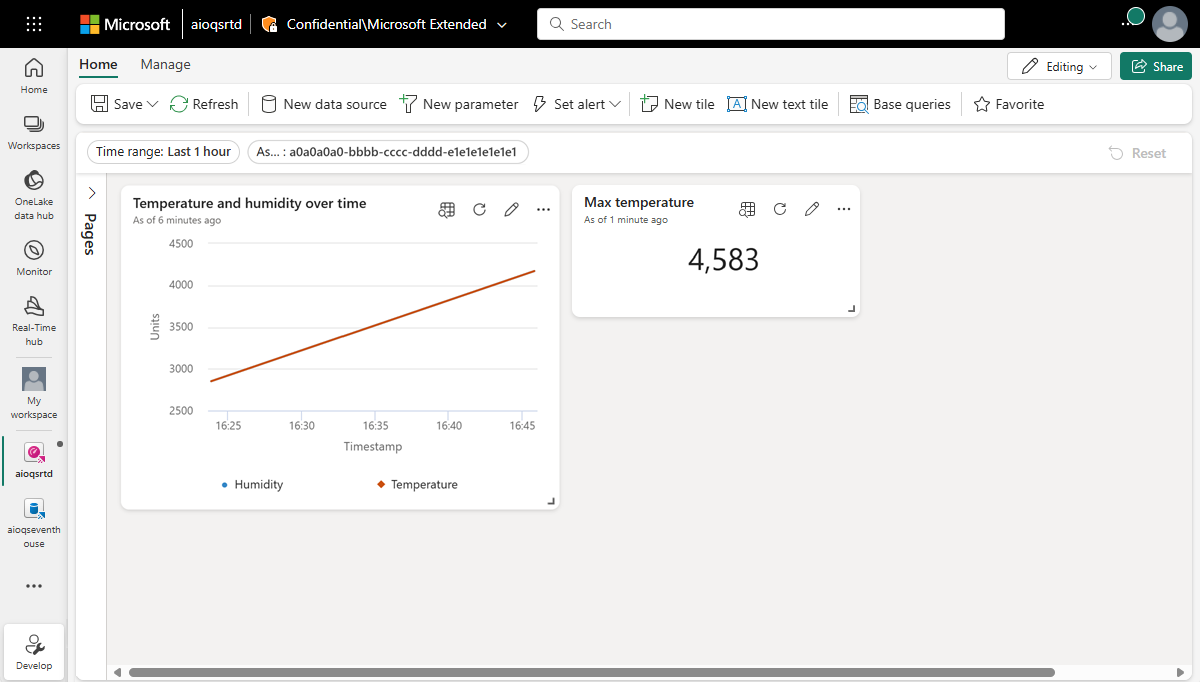 Microsoft aioqsrtd Confidential\Microsoft Extended Search
Home Manage Editing Share
Save Refresh New data source New parameter Set alert New tile New text tile Base queries Favorite
Time range: Last 1 hour As... : a0a0a0a0-bbbb-cccc-dddd-e1e1e1e1e1e1 Reset
Home
Workspaces
OneLake
data hub
Monitor
Real-Time
hub
My
workspace
aioqsrtd
aioqseventh
ouse
...
Develop
Pages
Temperature and humidity over time
As of 6 minutes ago
4500
4000
3500
3000
2500
Units
16:25 16:30 16:35 16:40 16:45
Timestamp
Humidity Temperature
Max temperature
As of 1 minute ago
4,583